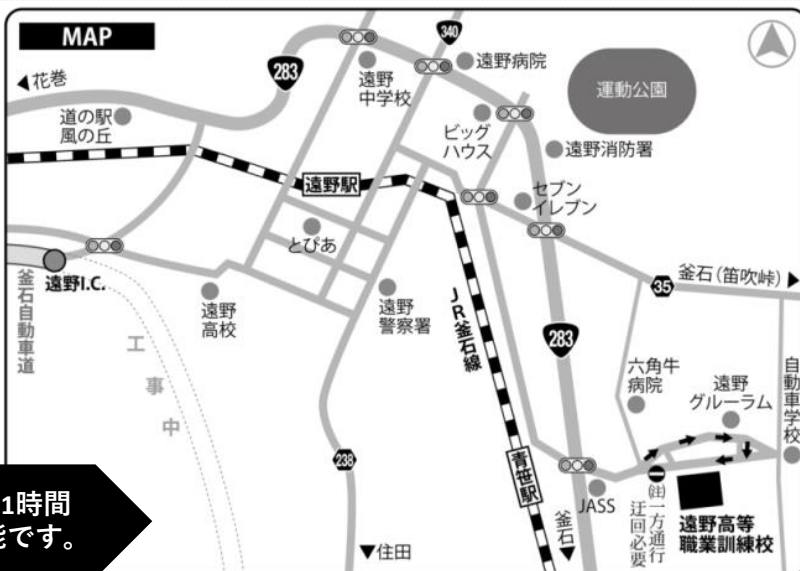 MAP
340
283
花巻
遠野病院
遠野
中学校
運動公園
道の駅
風の丘
ビッグ
ハウス
遠野消防署
遠野駅
セブン
イレブン
とぴあ
遠野I.C.
釜石自動車道
遠野
高校
遠野
警察署
JR釜石線
釜石(笛吹峠)
35
283
工事中
六角牛
病院
遠野
グルーラム
自動車学校
238
青笹駅
JASS
釜石
㊟一方通行
迂回必要
遠野高等
職業訓練校
住田
1時間
能です。